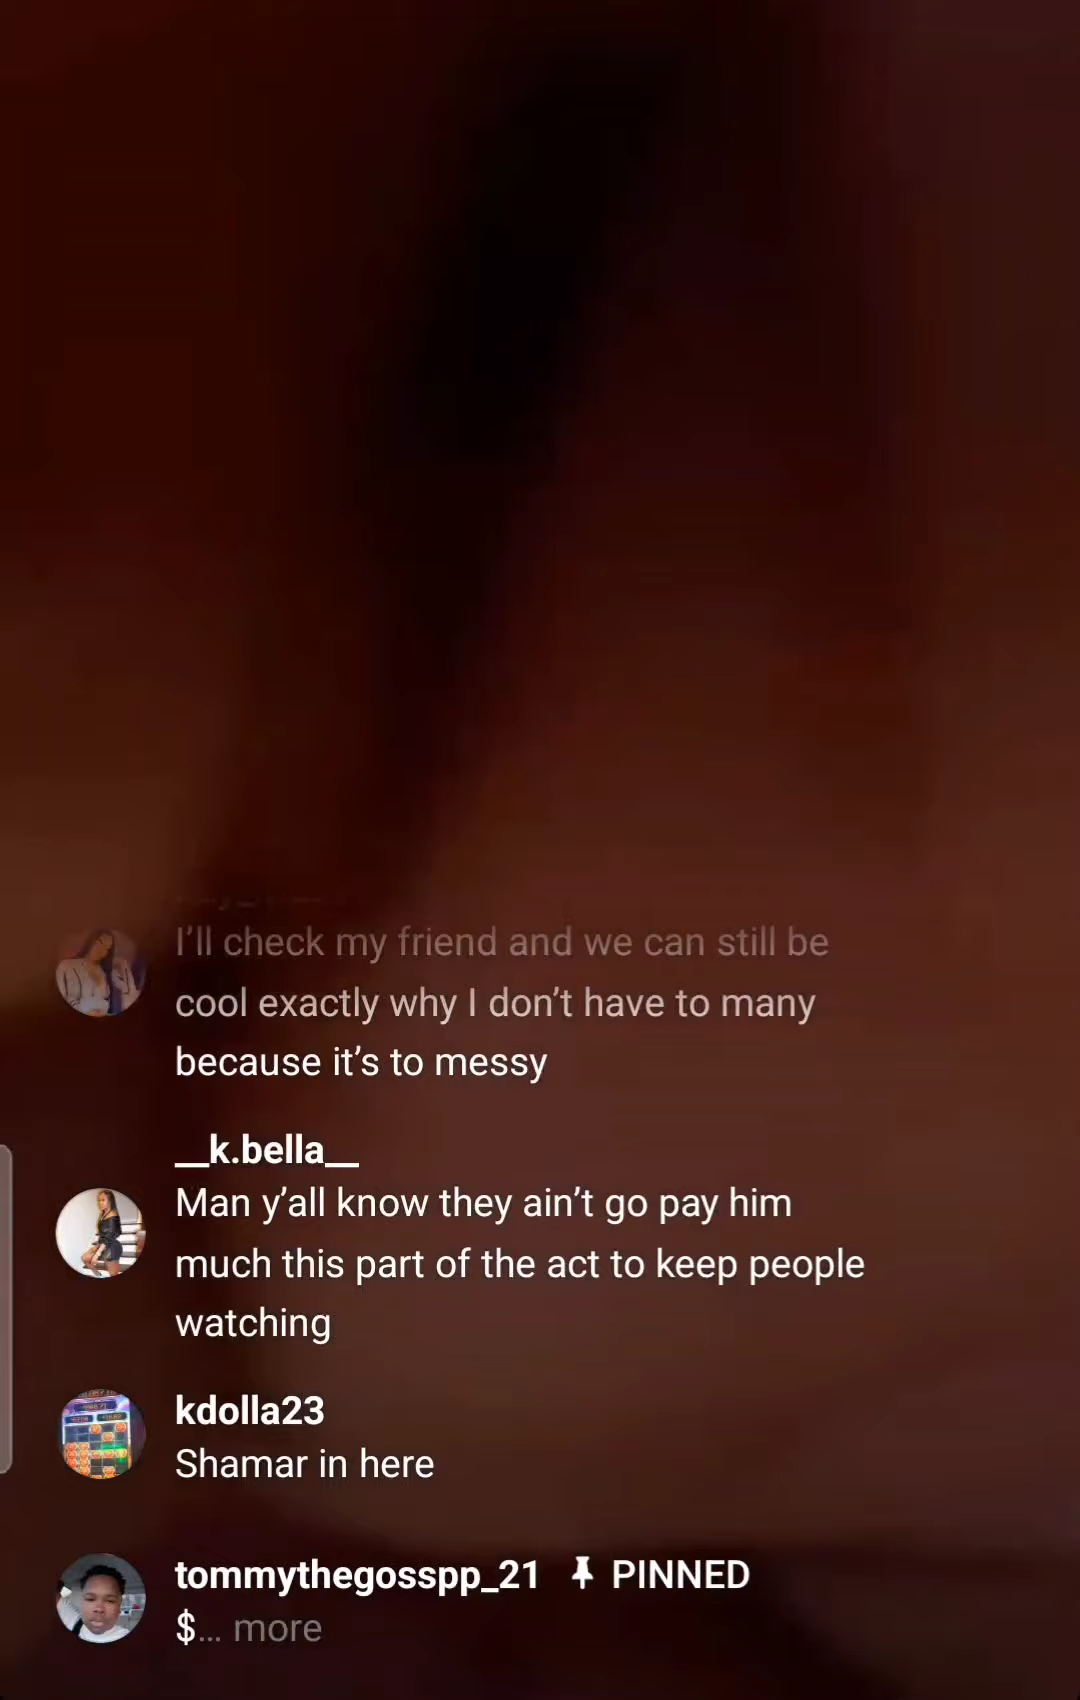 I'll check my friend and we can still be
cool exactly why I don't have to many
because it's to messy
__k.bella__
Man y'all know they ain't go pay him
much this part of the act to keep people
watching
kdolla23
Shamar in here
tommythegosspp_21 PINNED
$... more